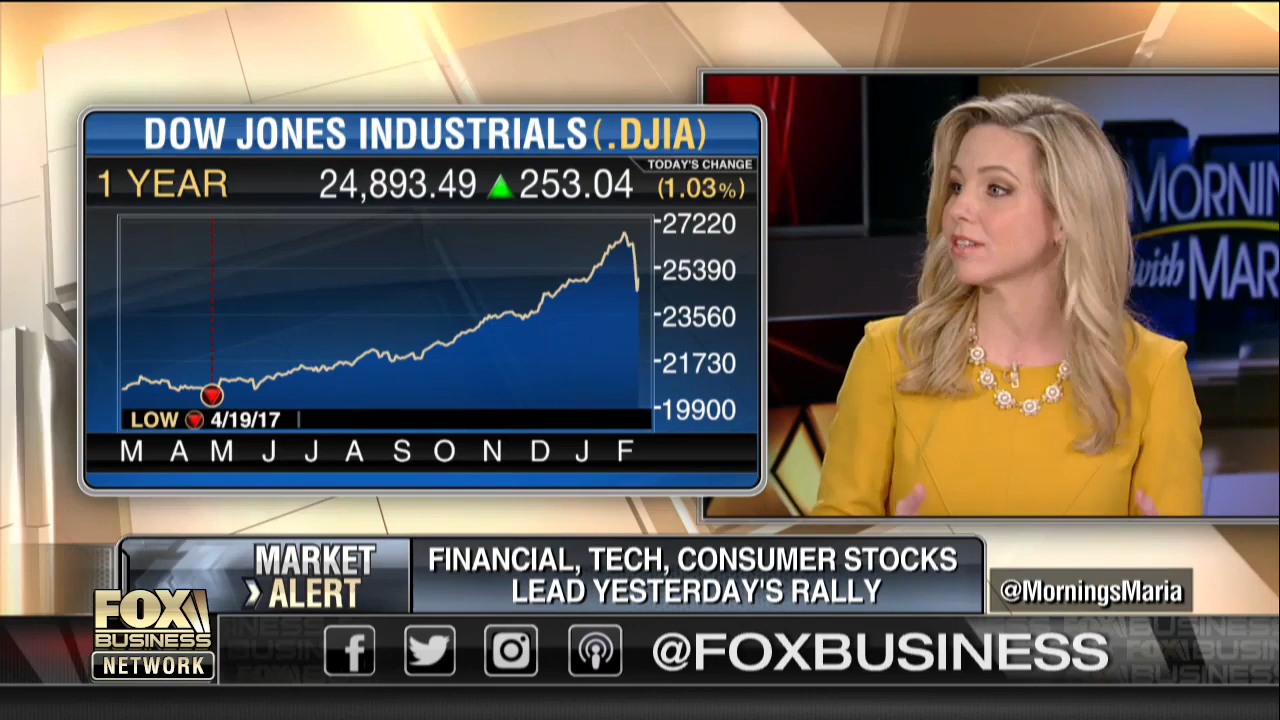 DOW JONES INDUSTRIALS(.DJIA)
TODAY'S CHANGE
1 YEAR 24,893.49 253.04 (1.03%)
27220
25390
23560
21730
19900
LOW 4/19/17
M A M J J A S O N D J F
MORNIN
with MAR
MARKET
ALERT
FINANCIAL, TECH, CONSUMER STOCKS
LEAD YESTERDAY'S RALLY
@MorningsMaria
FOX
BUSINESS
NETWORK
@FOXBUSINESS